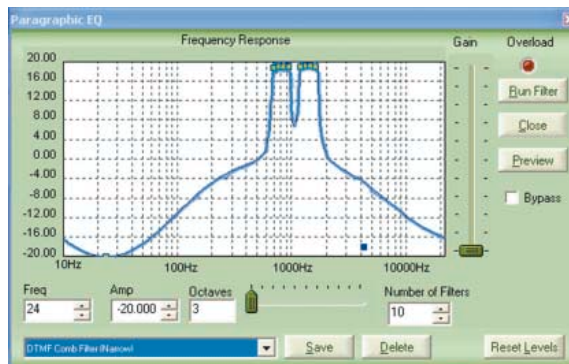 Paragraphic EQ
Frequency Response
Gain
Overload
20.00
16.00
12.00
8.00
4.00
0.00
-4.00
-8.00
-12.00
-16.00
-20.00
10Hz
100Hz
1000Hz
10000Hz
Run Filter
Close
Preview
Bypass
Freq
24
Amp
-20.000
Octaves
3
Number of Filters
10
DTMF Comb Filter (Narrow)
Save
Delete
Reset Levels